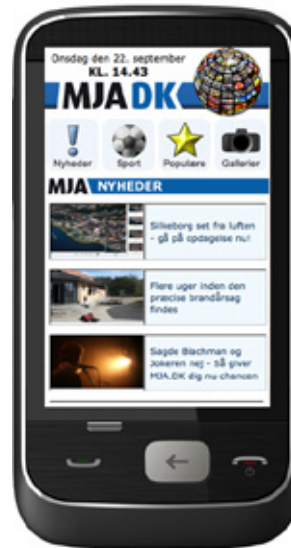 Onsdag den 22. september
KL. 14.43
MJADK
Nyheder Sport Populære Gallerier
MJA NYHEDER
Silkeborg set fra luften
- gå på opdagelse nu!
Flere uger inden den
præcise brandårsag
findes
Sagde Blachman og
Jokeren nej - så giver
MJA.DK dig nu chancen